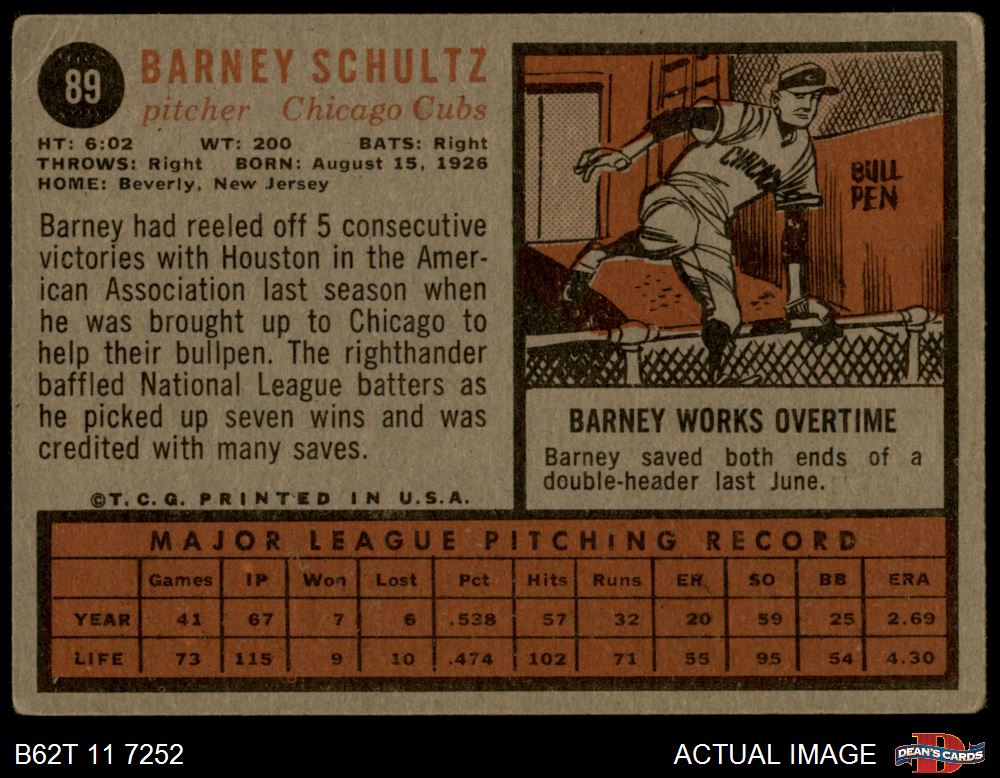 89
BARNEY SCHULTZ
pitcher Chicago Cubs
HT: 6:02 WT: 200 BATS: Right
THROWS: Right BORN: August 15, 1926
HOME: Beverly, New Jersey
Barney had reeled off 5 consecutive
victories with Houston in the Amer-
ican Association last season when
he was brought up to Chicago to
help their bullpen. The righthander
baffled National League batters as
he picked up seven wins and was
credited with many saves.
©T.C.G. PRINTED IN U.S.A.
CHICAGO
BULL
PEN
BARNEY WORKS OVERTIME
Barney saved both ends of a
double-header last June.
MAJOR LEAGUE PITCHING RECORD
Games IP Won Lost Pct Hits Runs ER SO BB ERA
YEAR 41 67 7 6 .538 57 32 20 59 25 2.69
LIFE 73 115 9 10 .474 102 71 55 95 54 4.30
B62T 11 7252
ACTUAL IMAGE
D
DEAN'S CARDS